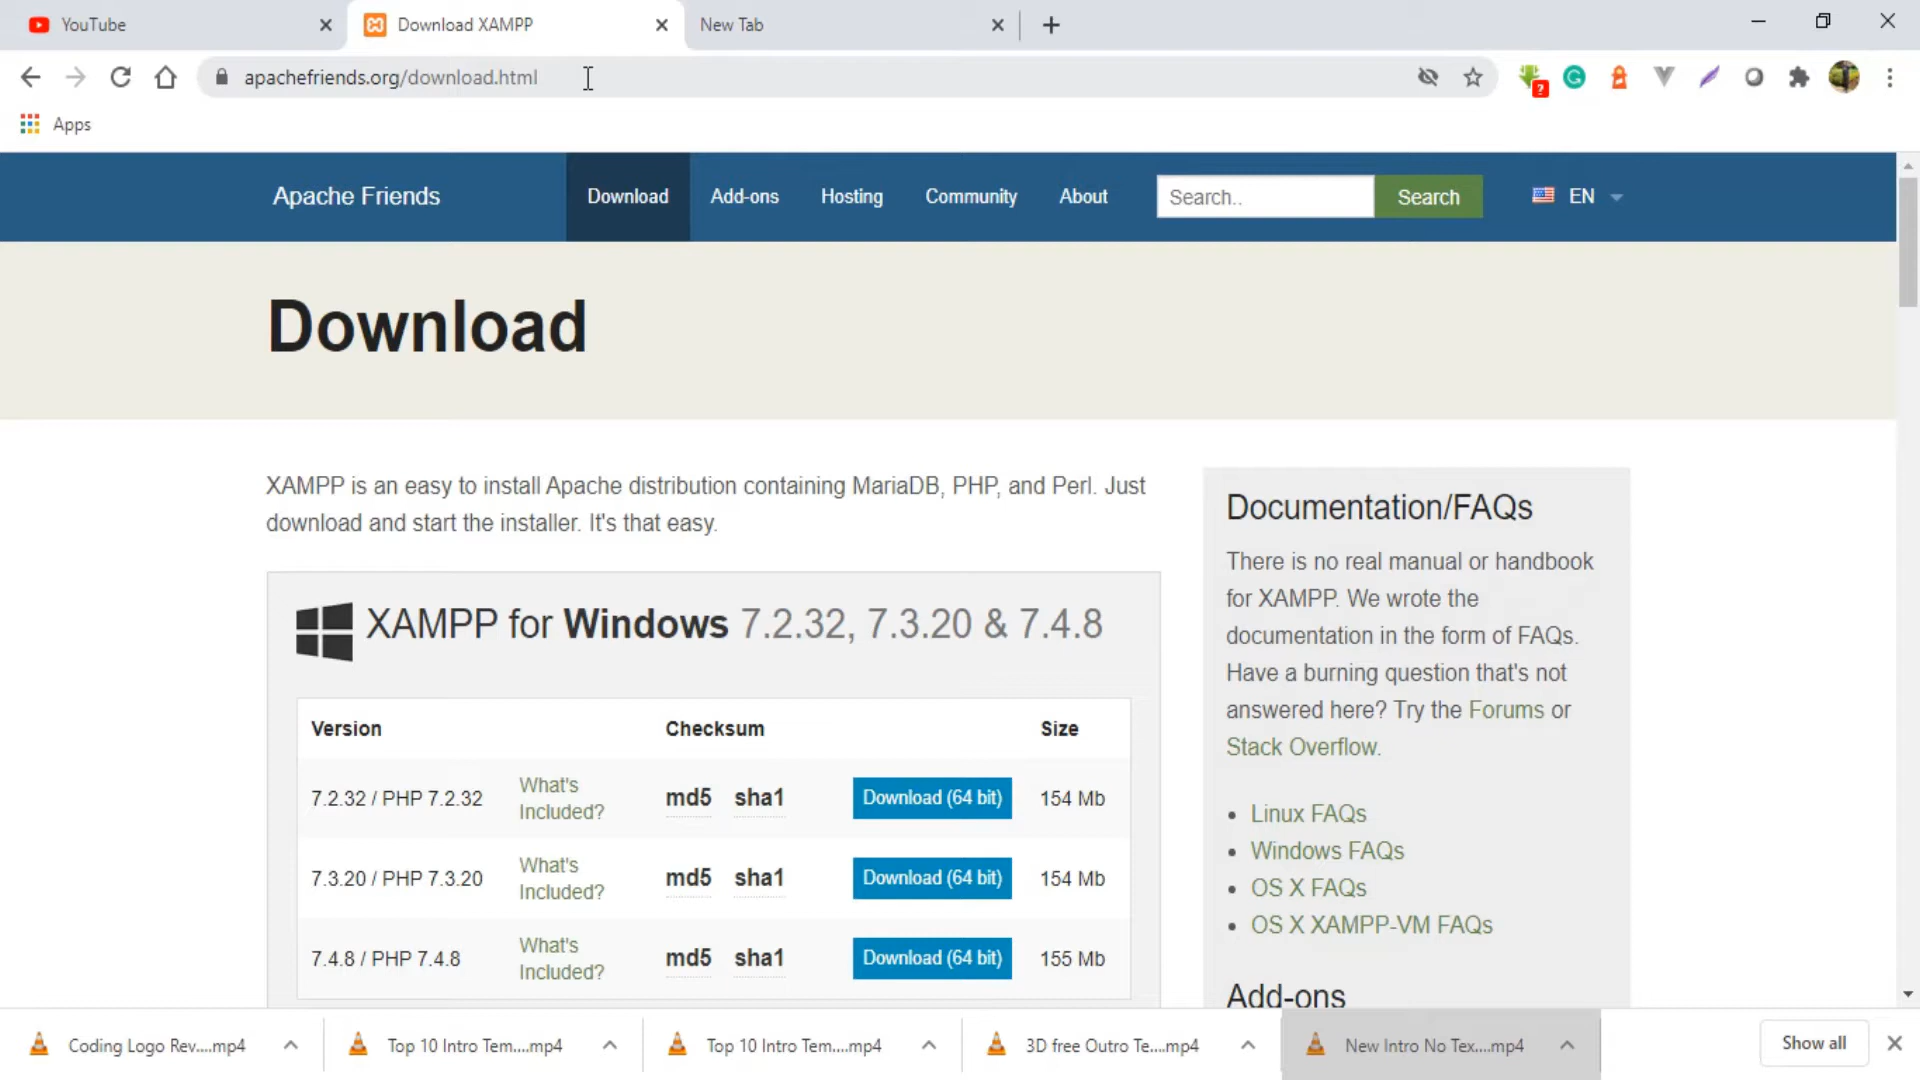 YouTube
Download XAMPP
New Tab
apachefriends.org/download.html
?
Apps
Apache Friends
Download
Add-ons
Hosting
Community
About
Search..
Search
EN
Download
XAMPP is an easy to install Apache distribution containing MariaDB, PHP, and Perl. Just
download and start the installer. It's that easy.
XAMPP for Windows 7.2.32, 7.3.20 & 7.4.8
Version Checksum Size
7.2.32 / PHP 7.2.32 What's Included? md5 sha1 Download (64 bit) 154 Mb
7.3.20 / PHP 7.3.20 What's Included? md5 sha1 Download (64 bit) 154 Mb
7.4.8 / PHP 7.4.8 What's Included? md5 sha1 Download (64 bit) 155 Mb
Documentation/FAQs
There is no real manual or handbook
for XAMPP. We wrote the
documentation in the form of FAQs.
Have a burning question that's not
answered here? Try the Forums or
Stack Overflow.
Linux FAQs
Windows FAQs
OS X FAQs
OS X XAMPP-VM FAQs
Add-ons
Coding Logo Rev....mp4
Top 10 Intro Tem....mp4
Top 10 Intro Tem....mp4
3D free Outro Te....mp4
New Intro No Tex....mp4
Show all